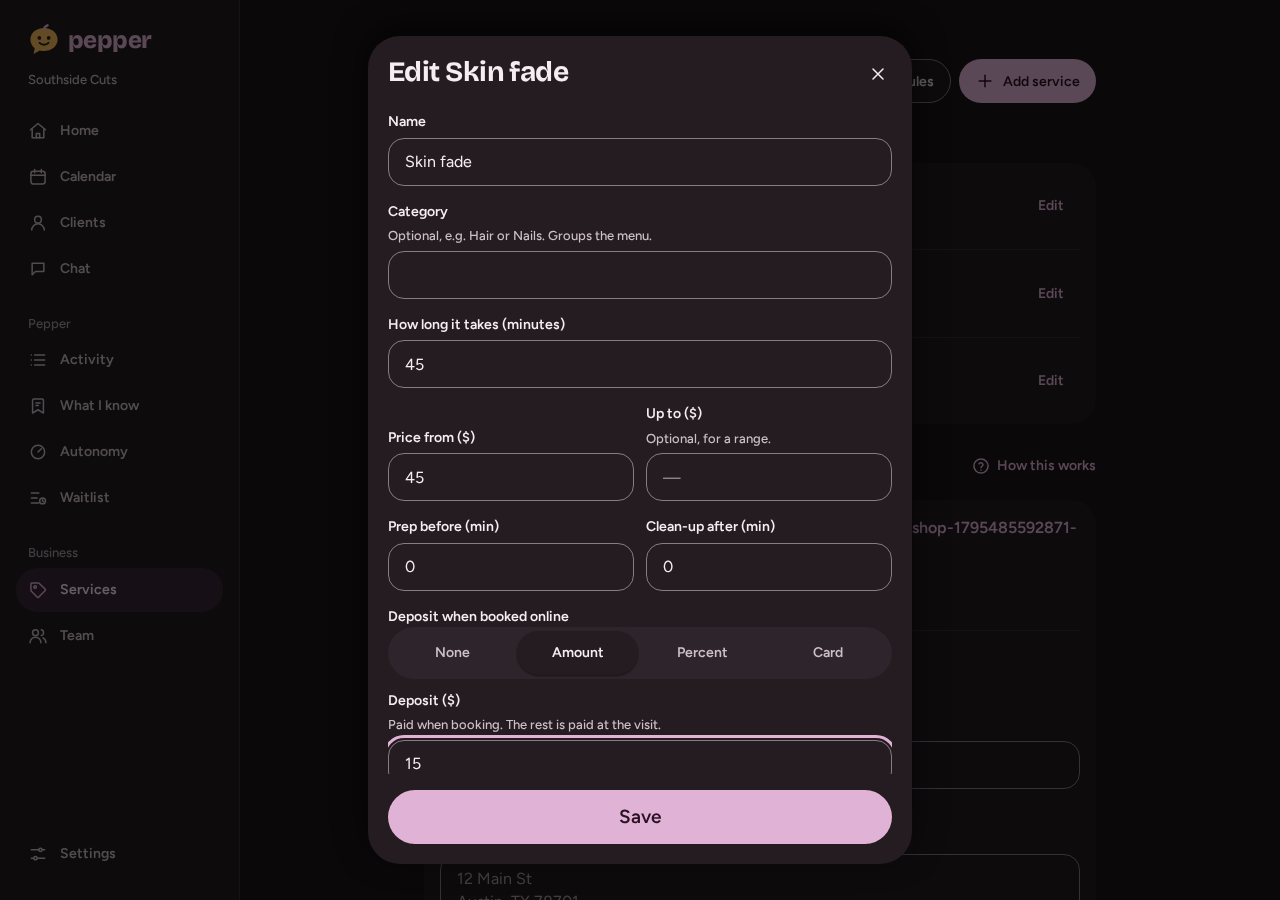 pepper
Southside Cuts
Home
Calendar
Clients
Chat
Pepper
Activity
What I know
Autonomy
Waitlist
Business
Services
Team
Settings
Add service
Edit
Edit
Edit
How this works
shop-1795485592871-
12 Main St
Edit Skin fade
Name
Skin fade
Category
Optional, e.g. Hair or Nails. Groups the menu.
How long it takes (minutes)
45
Price from ($)
45
Up to ($)
Optional, for a range.
—
Prep before (min)
0
Clean-up after (min)
0
Deposit when booked online
None
Amount
Percent
Card
Deposit ($)
Paid when booking. The rest is paid at the visit.
15
Save